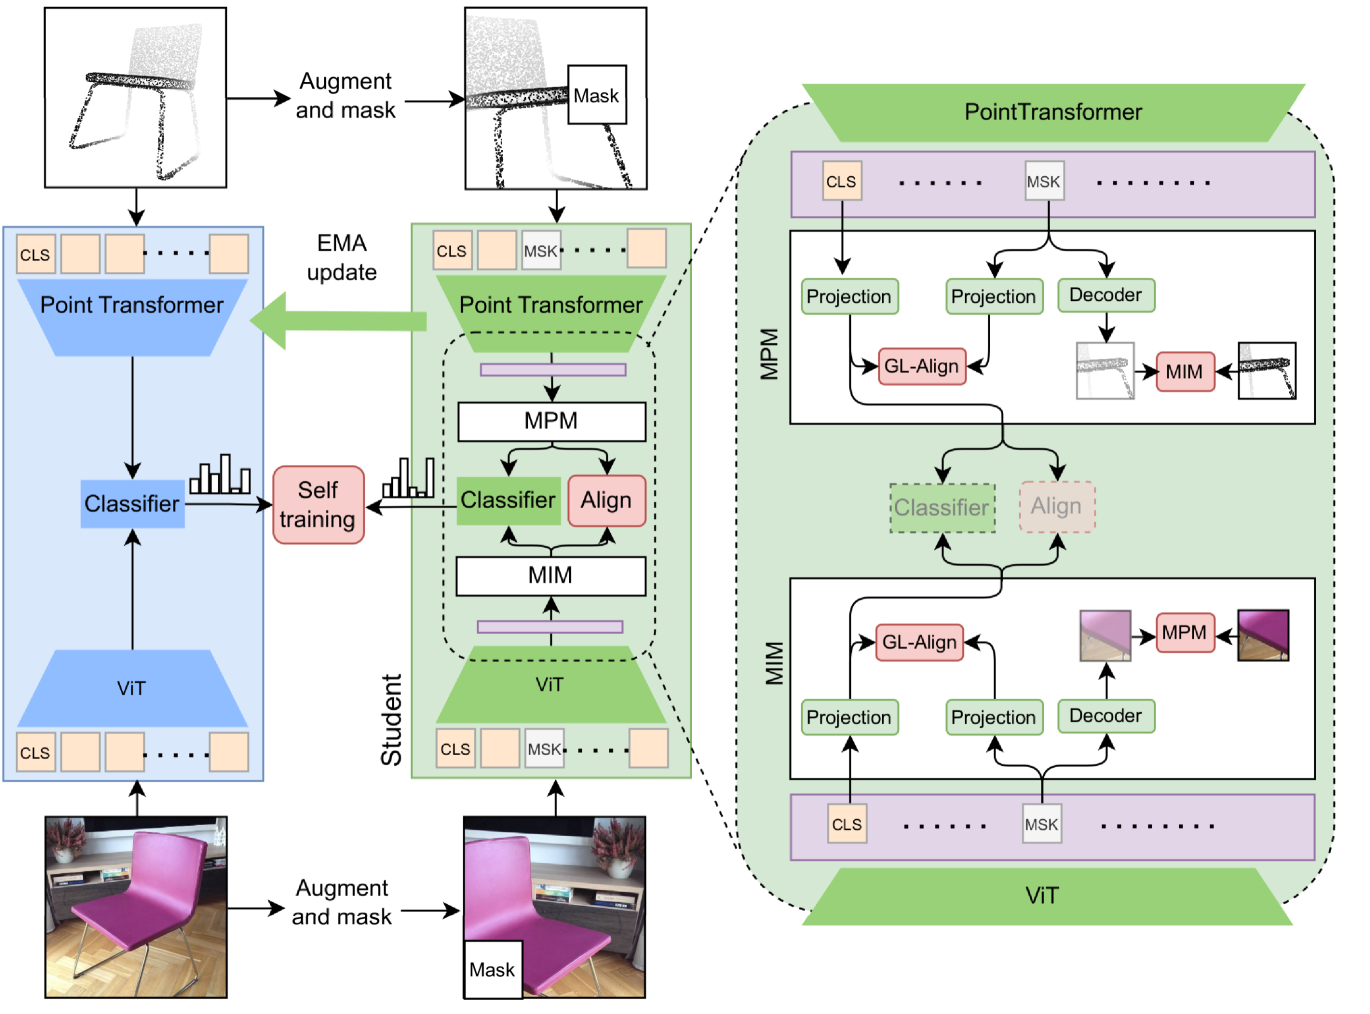 Augment
and mask
Mask
CLS
Point Transformer
Classifier
ViT
CLS
EMA
update
Self
training
CLS
MSK
Point Transformer
MPM
Classifier
Align
MIM
ViT
CLS
MSK
Student
Augment
and mask
Mask
PointTransformer
CLS
MSK
MPM
Projection
Projection
Decoder
GL-Align
MIM
Classifier
Align
MIM
GL-Align
MPM
Projection
Projection
Decoder
CLS
MSK
ViT